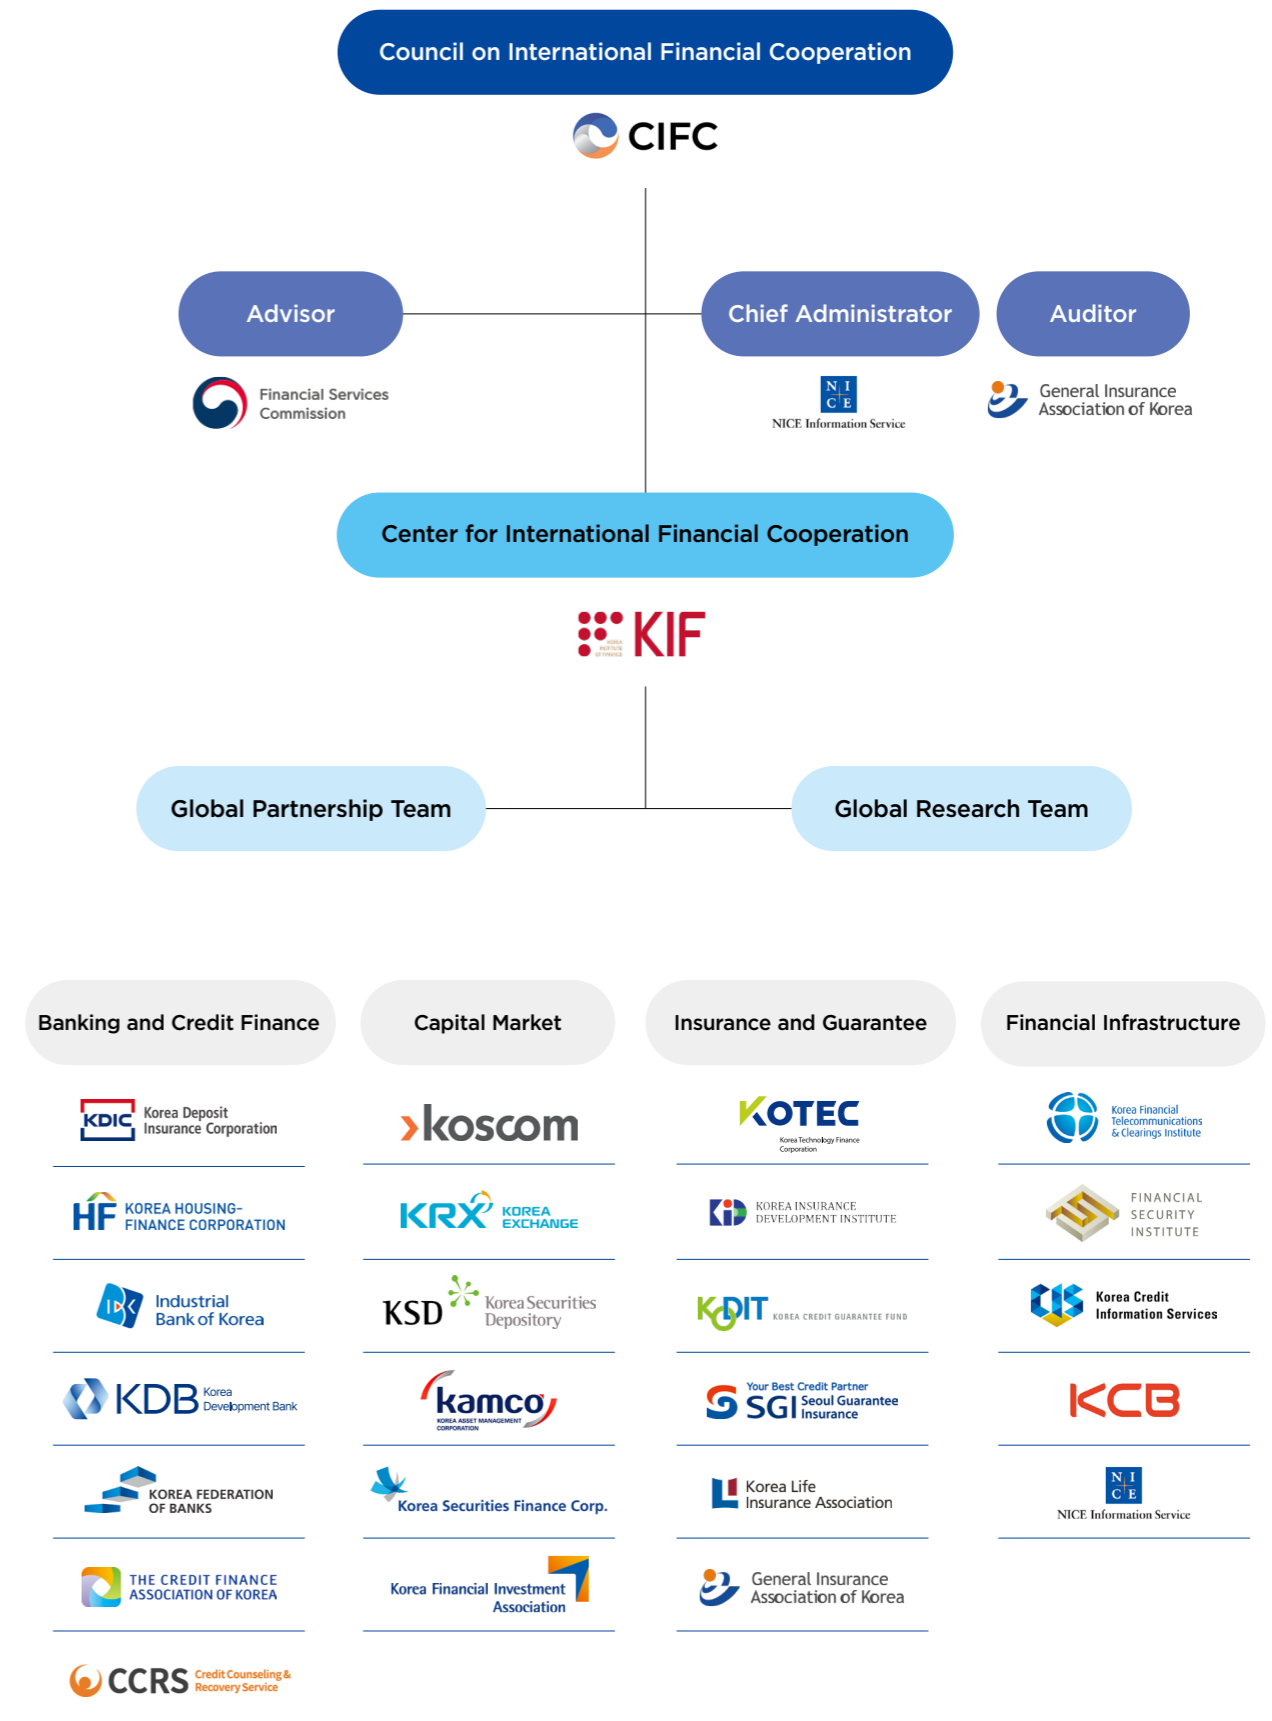 Council on International Financial Cooperation
CIFC
Advisor
Chief Administrator
Auditor
Financial Services
Commission
N I
C E
NICE Information Service
General Insurance
Association of Korea
Center for International Financial Cooperation
KOREA
INSTITUTE
OF FINANCE
KIF
Global Partnership Team
Global Research Team
Banking and Credit Finance
KDIC
Korea Deposit
Insurance Corporation
HF
KOREA HOUSING-
FINANCE CORPORATION
IBK
Industrial
Bank of Korea
KDB
Korea
Development Bank
KOREA FEDERATION
OF BANKS
THE CREDIT FINANCE
ASSOCIATION OF KOREA
CCRS
Credit Counseling &
Recovery Service
Capital Market
koscom
KRX
KOREA
EXCHANGE
KSD
Korea Securities
Depository
kamco
KOREA ASSET MANAGEMENT
CORPORATION
Korea Securities Finance Corp.
Korea Financial Investment
Association
Insurance and Guarantee
KOTEC
Korea Technology Finance
Corporation
KiD
KOREA INSURANCE
DEVELOPMENT INSTITUTE
KODIT
KOREA CREDIT GUARANTEE FUND
Your Best Credit Partner
SGI
Seoul Guarantee
Insurance
Korea Life
Insurance Association
General Insurance
Association of Korea
Financial Infrastructure
Korea Financial
Telecommunications
& Clearings Institute
FINANCIAL
SECURITY
INSTITUTE
CIS
Korea Credit
Information Services
KCB
N I
C E
NICE Information Service